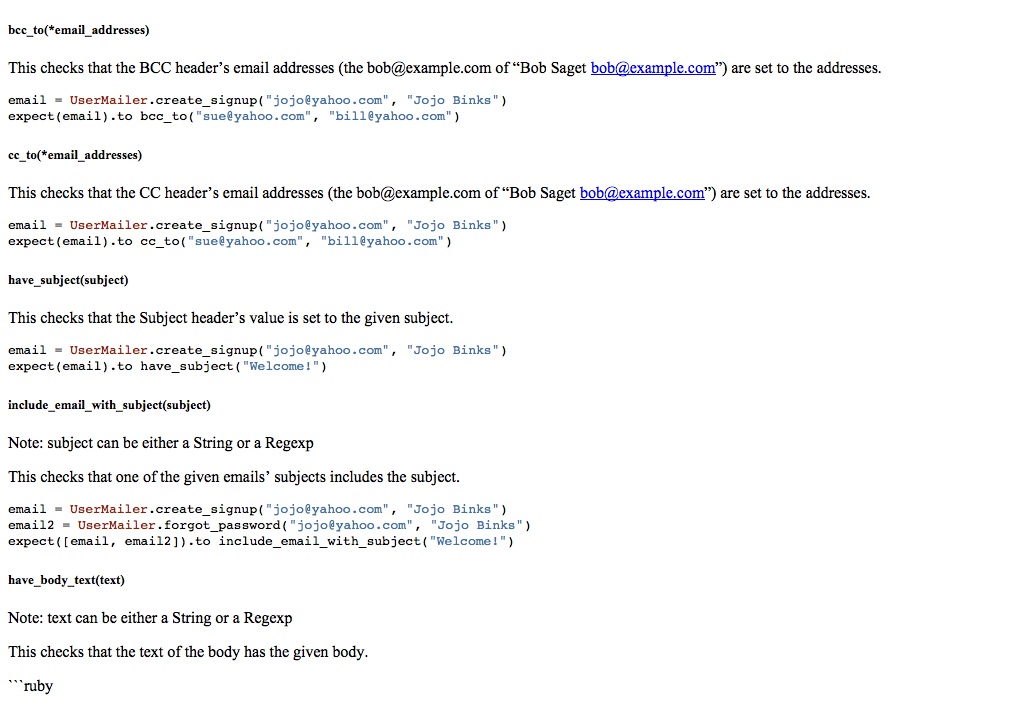 bcc_to(*email_addresses)
This checks that the BCC header’s email addresses (the bob@example.com of “Bob Saget bob@example.com”) are set to the addresses.
email = UserMailer.create_signup("jojo@yahoo.com", "Jojo Binks")
expect(email).to bcc_to("sue@yahoo.com", "bill@yahoo.com")
cc_to(*email_addresses)
This checks that the CC header’s email addresses (the bob@example.com of “Bob Saget bob@example.com”) are set to the addresses.
email = UserMailer.create_signup("jojo@yahoo.com", "Jojo Binks")
expect(email).to cc_to("sue@yahoo.com", "bill@yahoo.com")
have_subject(subject)
This checks that the Subject header’s value is set to the given subject.
email = UserMailer.create_signup("jojo@yahoo.com", "Jojo Binks")
expect(email).to have_subject("Welcome!")
include_email_with_subject(subject)
Note: subject can be either a String or a Regexp
This checks that one of the given emails’ subjects includes the subject.
email = UserMailer.create_signup("jojo@yahoo.com", "Jojo Binks")
email2 = UserMailer.forgot_password("jojo@yahoo.com", "Jojo Binks")
expect([email, email2]).to include_email_with_subject("Welcome!")
have_body_text(text)
Note: text can be either a String or a Regexp
This checks that the text of the body has the given body.
```ruby